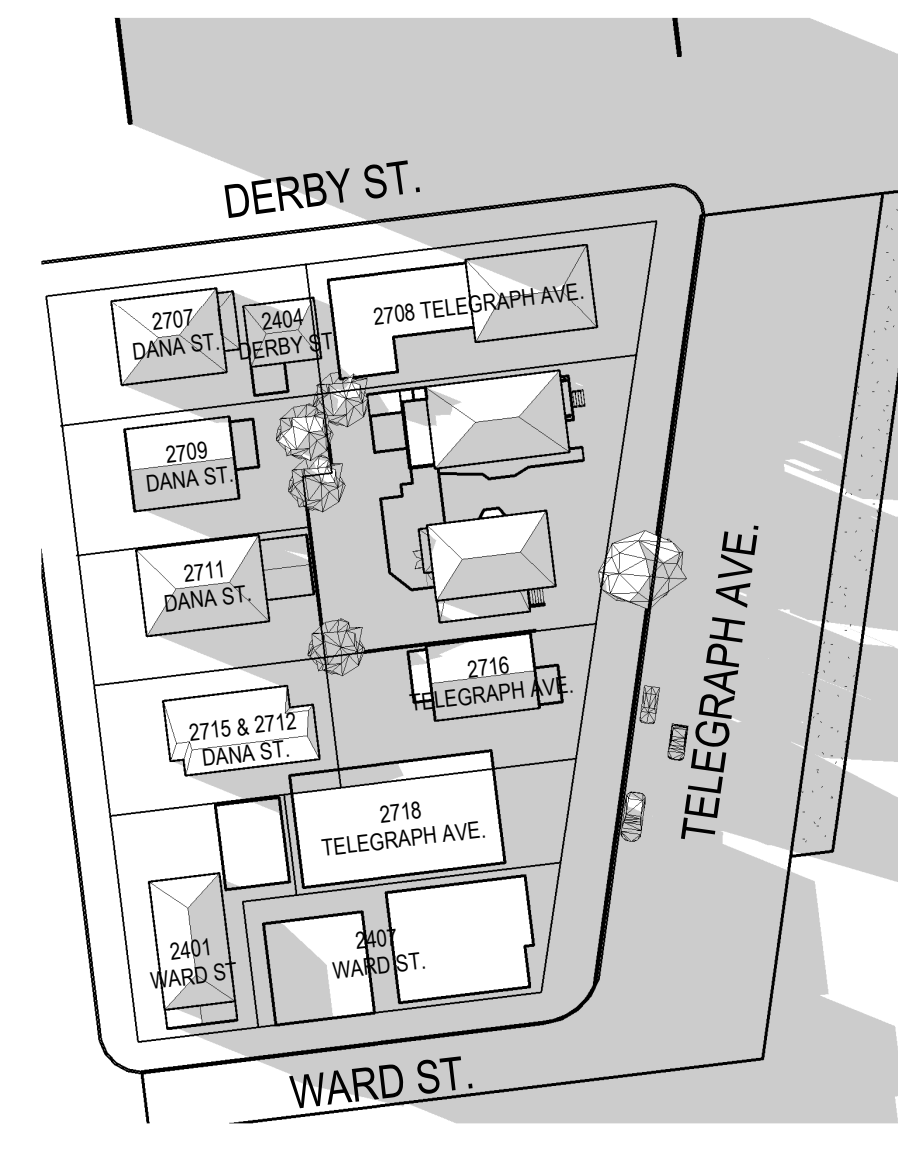 DERBY ST.
2707
DANA ST.
2404
DERBY ST
2708 TELEGRAPH AVE.
2709
DANA ST.
2711
DANA ST.
TELEGRAPH AVE.
2716
TELEGRAPH AVE.
2715 & 2712
DANA ST.
2718
TELEGRAPH AVE.
2401
WARD ST
2407
WARD ST.
WARD ST.